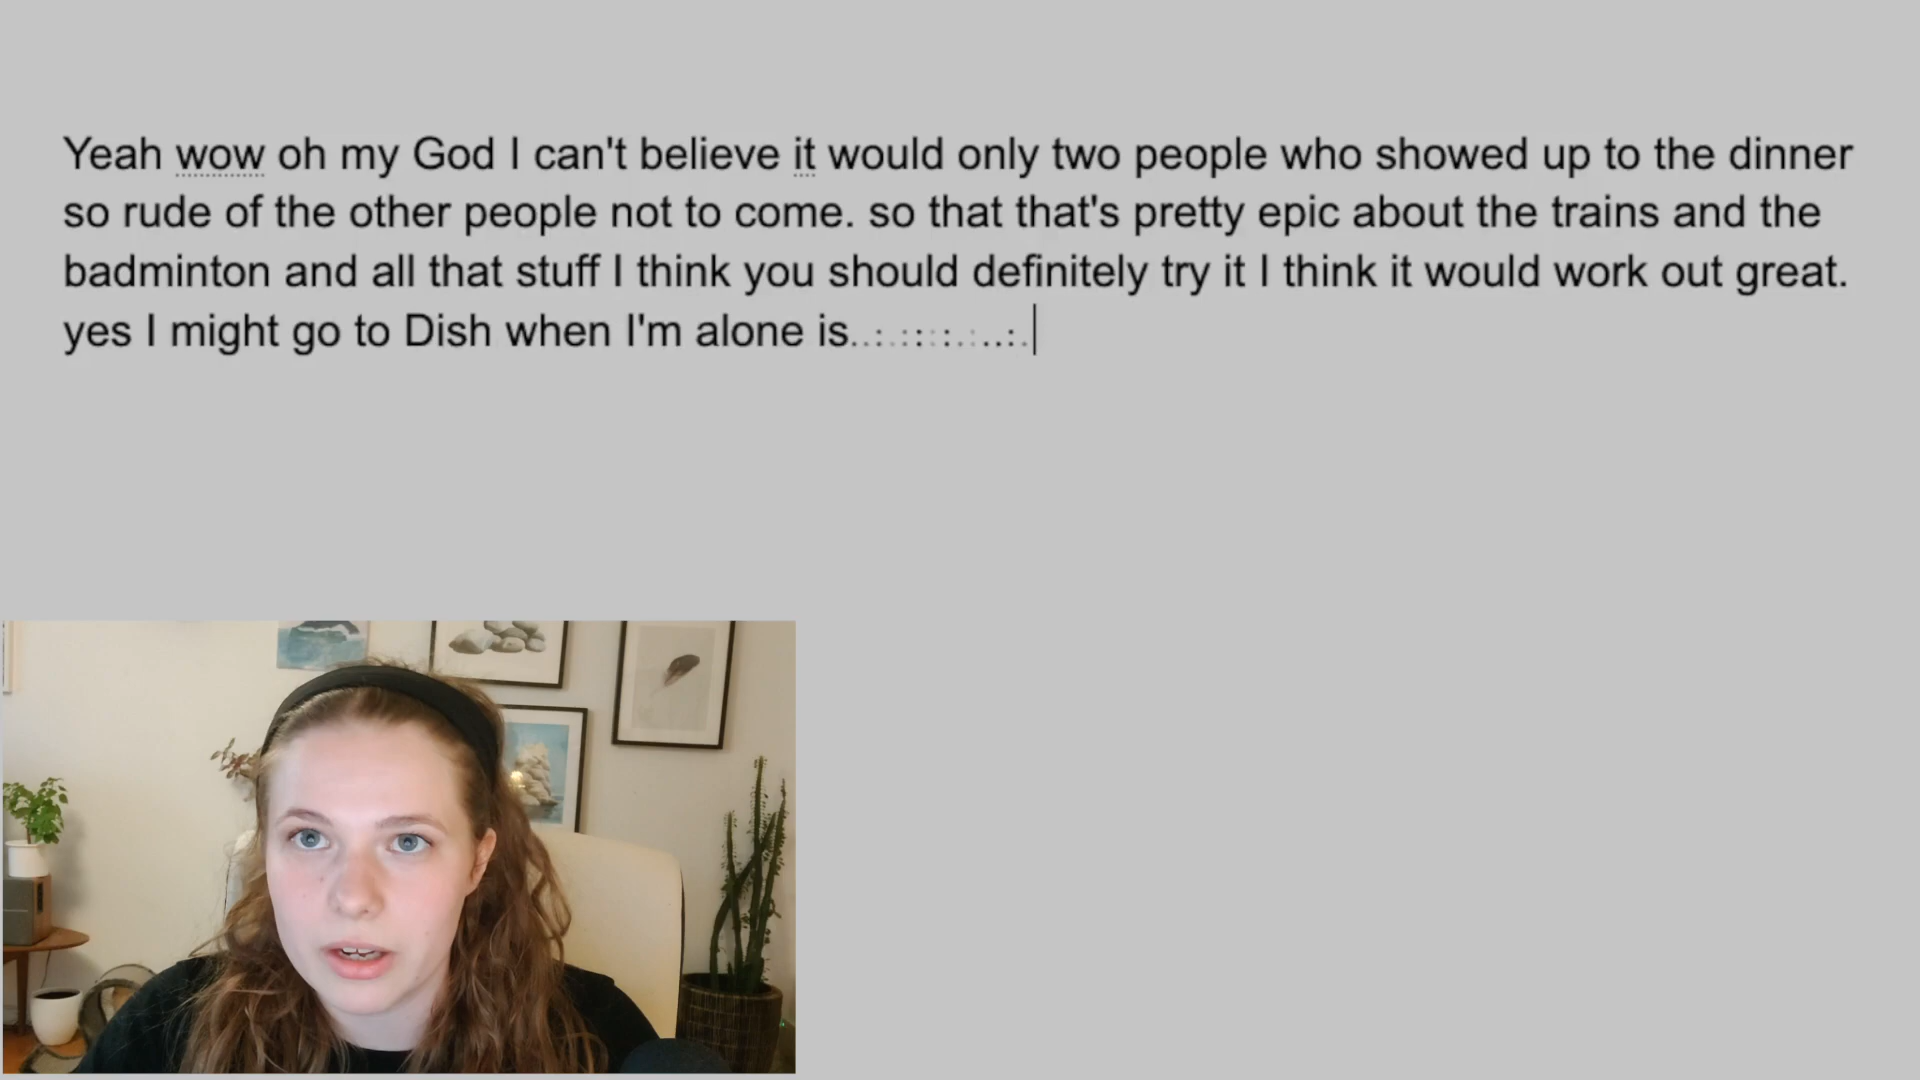 Yeah wow oh my God I can't believe it would only two people who showed up to the dinner
so rude of the other people not to come. so that that's pretty epic about the trains and the
badminton and all that stuff I think you should definitely try it I think it would work out great.
yes I might go to Dish when I'm alone is